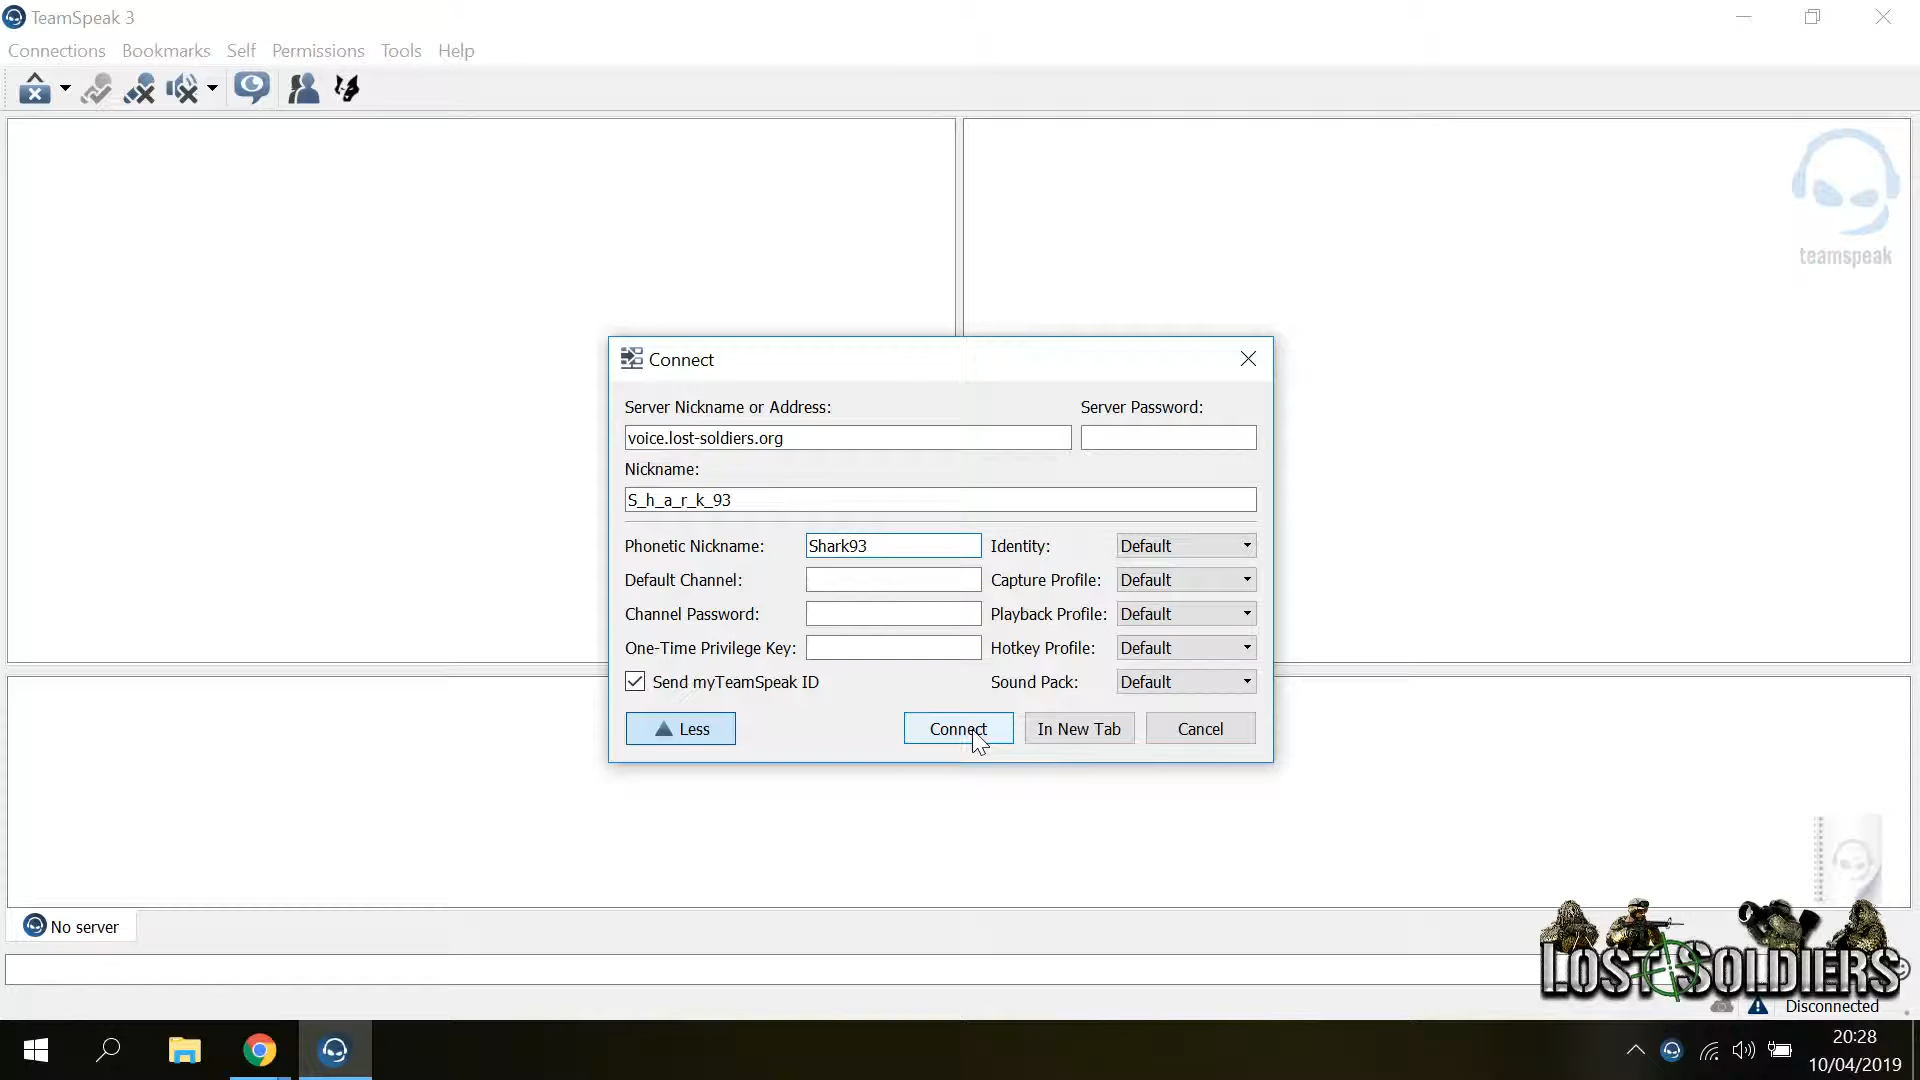 TeamSpeak 3
Connections Bookmarks Self Permissions Tools Help
teamspeak
Connect
Server Nickname or Address: Server Password:
voice.lost-soldiers.org
Nickname:
S_h_a_r_k_93
Phonetic Nickname: Shark93 Identity: Default
Default Channel: Capture Profile: Default
Channel Password: Playback Profile: Default
One-Time Privilege Key: Hotkey Profile: Default
Send myTeamSpeak ID Sound Pack: Default
Less Connect In New Tab Cancel
No server
LOST SOLDIERS
Disconnected
20:28
10/04/2019